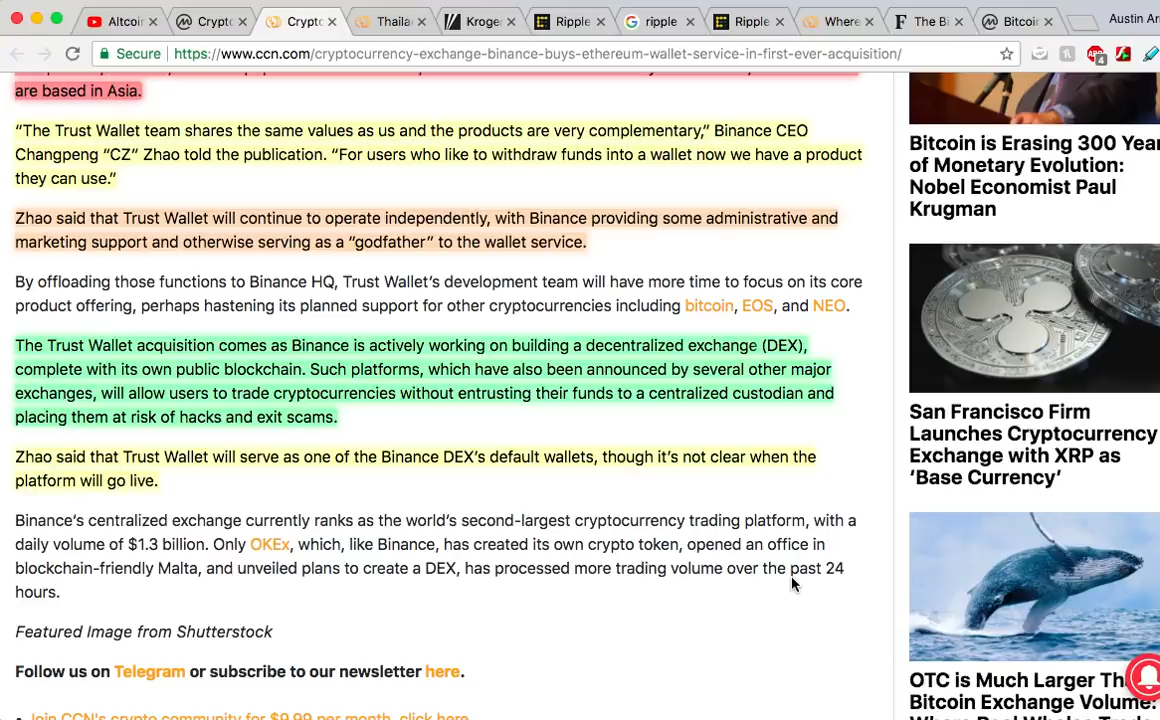 Altcoi
Crypto
Crypto
Thaila
Kroge
Ripple
ripple
Ripple
Where
The Bi
Bitcoi
Austin Ar
Secure
https://www.ccn.com/cryptocurrency-exchange-binance-buys-ethereum-wallet-service-in-first-ever-acquisition/
4
are based in Asia.
“The Trust Wallet team shares the same values as us and the products are very complementary,” Binance CEO
Changpeng “CZ” Zhao told the publication. “For users who like to withdraw funds into a wallet now we have a product
they can use.”
Zhao said that Trust Wallet will continue to operate independently, with Binance providing some administrative and
marketing support and otherwise serving as a “godfather” to the wallet service.
By offloading those functions to Binance HQ, Trust Wallet’s development team will have more time to focus on its core
product offering, perhaps hastening its planned support for other cryptocurrencies including bitcoin, EOS, and NEO.
The Trust Wallet acquisition comes as Binance is actively working on building a decentralized exchange (DEX),
complete with its own public blockchain. Such platforms, which have also been announced by several other major
exchanges, will allow users to trade cryptocurrencies without entrusting their funds to a centralized custodian and
placing them at risk of hacks and exit scams.
Zhao said that Trust Wallet will serve as one of the Binance DEX’s default wallets, though it’s not clear when the
platform will go live.
Binance’s centralized exchange currently ranks as the world’s second-largest cryptocurrency trading platform, with a
daily volume of $1.3 billion. Only OKEx, which, like Binance, has created its own crypto token, opened an office in
blockchain-friendly Malta, and unveiled plans to create a DEX, has processed more trading volume over the past 24
hours.
Featured Image from Shutterstock
Follow us on Telegram or subscribe to our newsletter here.
• Join CCN's crypto community for $9.99 per month, click here.
Bitcoin is Erasing 300 Year
of Monetary Evolution:
Nobel Economist Paul
Krugman
San Francisco Firm
Launches Cryptocurrency
Exchange with XRP as
‘Base Currency’
OTC is Much Larger Th
Bitcoin Exchange Volume:
Where Real Whales Trade